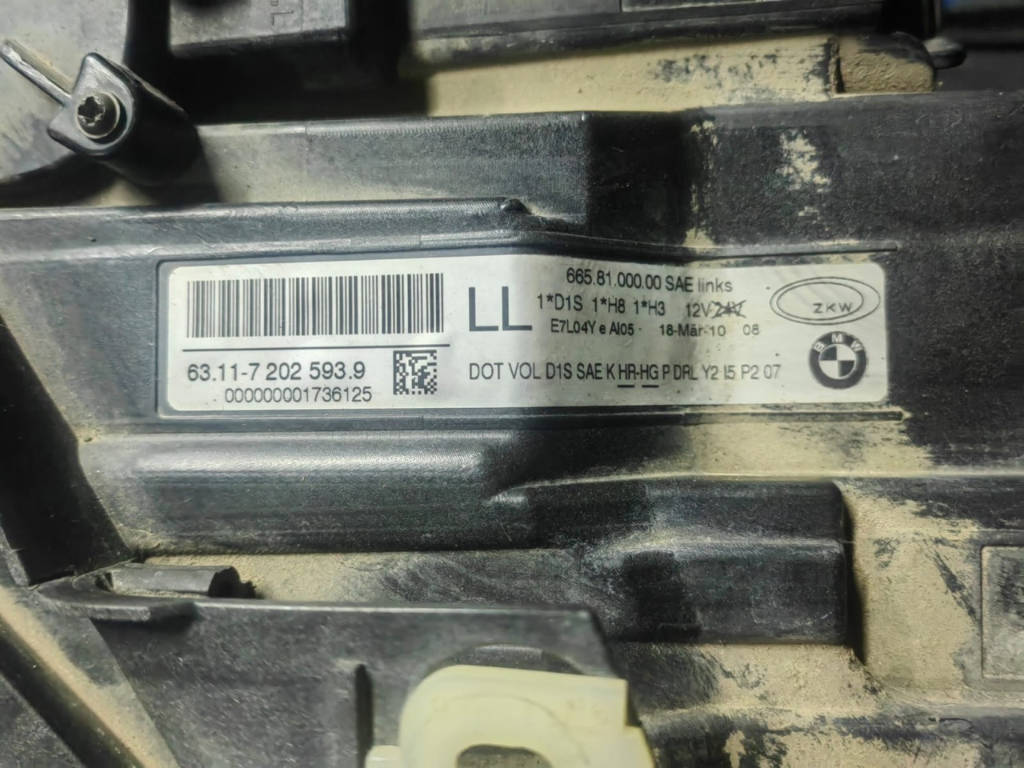 665.81.000.00 SAE links
LL
1*D1S 1*H8 1*H3 12V 24V
ZKW
E7L04Y e AI05 - 18-Mär-10 08
BMW
63.11-7 202 593.9
DOT VOL D1S SAE K HR-HG P DRL Y2 I5 P2 07
000000001736125